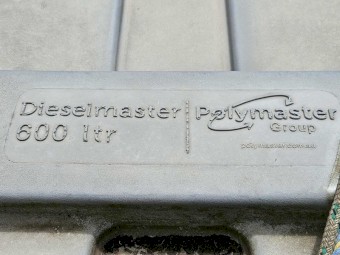 Dieselmaster
600 ltr
Polymaster
Group
polymaster.com.au